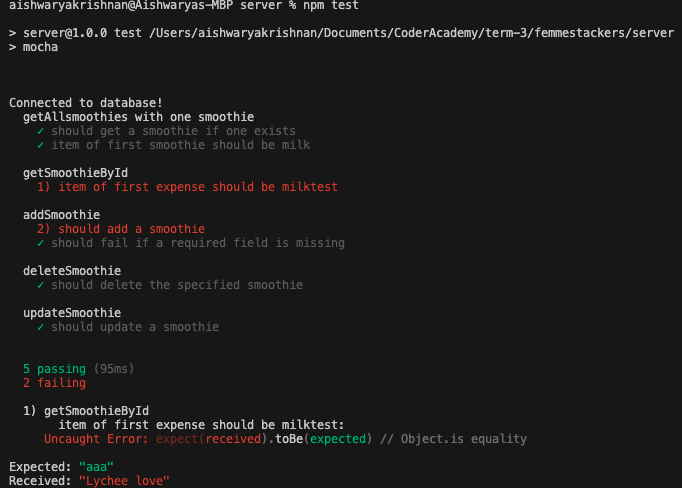 aishwaryakrishnan@Aishwaryas-MBP server % npm test
> server@1.0.0 test /Users/aishwaryakrishnan/Documents/CoderAcademy/term-3/femmestackers/server
> mocha
Connected to database!
getAllsmoothies with one smoothie
✓ should get a smoothie if one exists
✓ item of first smoothie should be milk
getSmoothieById
1) item of first expense should be milktest
addSmoothie
2) should add a smoothie
✓ should fail if a required field is missing
deleteSmoothie
✓ should delete the specified smoothie
updateSmoothie
✓ should update a smoothie
5 passing (95ms)
2 failing
1) getSmoothieById
item of first expense should be milktest:
Uncaught Error: expect(received).toBe(expected) // Object.is equality
Expected: "aaa"
Received: "Lychee love"